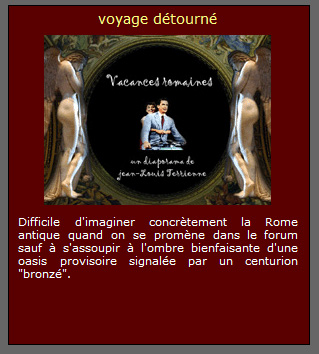 voyage détourné
Vacances romaines
un diaporama de
jean-Louis Terrienne
Difficile d'imaginer concrètement la Rome
antique quand on se promène dans le forum
sauf à s'assoupir à l'ombre bienfaisante d'une
oasis provisoire signalée par un centurion
"bronzé".